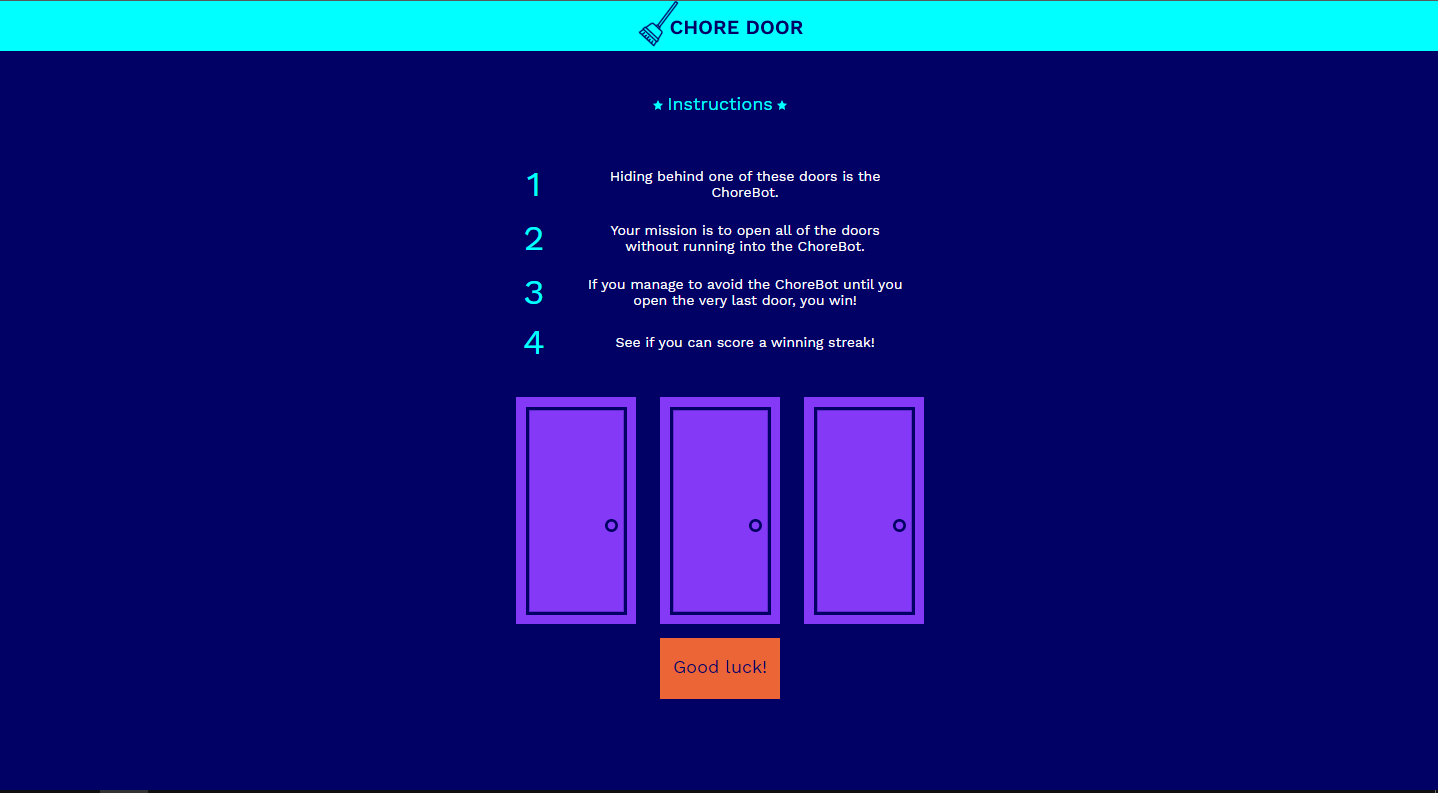 CHORE DOOR
Instructions
1
Hiding behind one of these doors is the
ChoreBot.
2
Your mission is to open all of the doors
without running into the ChoreBot.
3
If you manage to avoid the ChoreBot until you
open the very last door, you win!
4
See if you can score a winning streak!
Good luck!